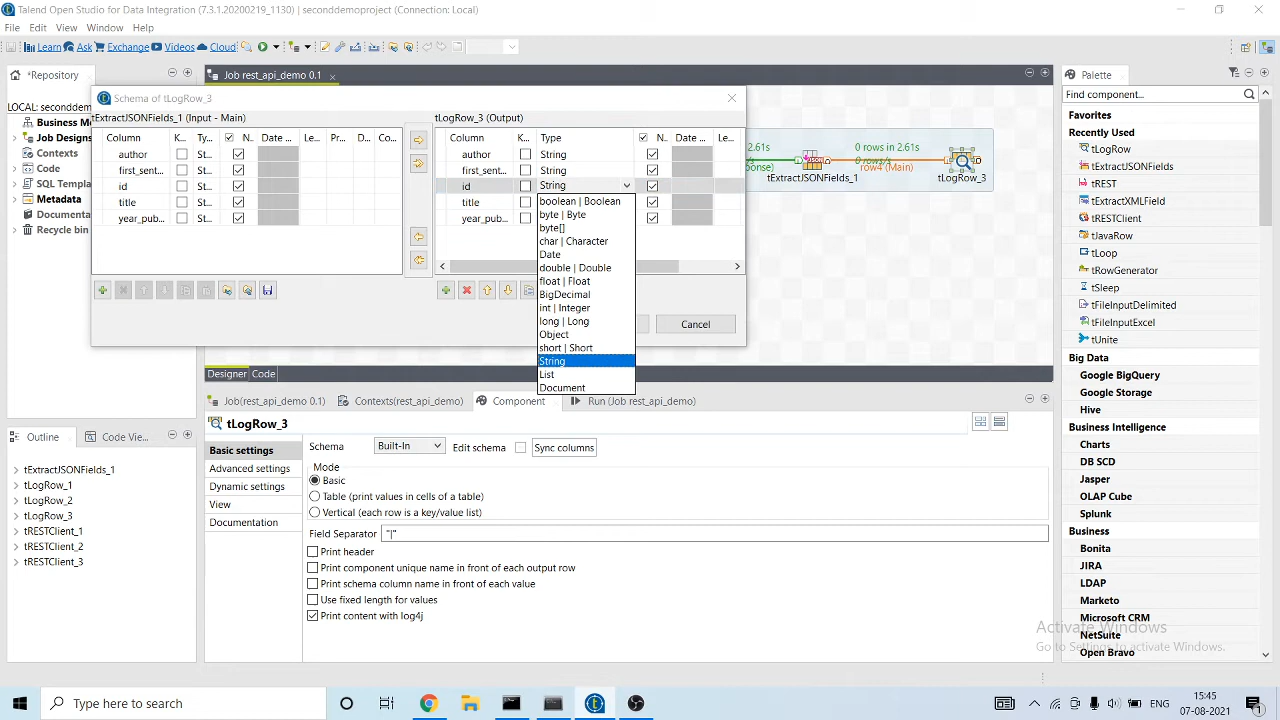 Talend Open Studio for Data Integration (7.3.1.20200219_1130) | seconddemoproject (Connection: Local)
File Edit View Window Help
Learn Ask Exchange Videos Cloud
*Repository
LOCAL: seconddemo
Business M
Job Designs
Contexts
Code
SQL Templa
Metadata
Documenta
Recycle bin
Job rest_api_demo 0.1
Schema of tLogRow_3
tExtractJSONFields_1 (Input - Main)
Column K... Ty... N.. Date ... Le... Pr... D... Co...
author St...
first_sent... St...
id St...
title St...
year_pub... St...
tLogRow_3 (Output)
Column K... Type N.. Date ... Le...
author String
first_sent... String
id String
title
year_pub...
boolean | Boolean
byte | Byte
byte[]
char | Character
Date
double | Double
float | Float
BigDecimal
int | Integer
long | Long
Object
short | Short
String
List
Document
Cancel
2.61s
ponse)
tExtractJSONFields_1
0 rows in 2.61s
0 rows/s
row4 (Main)
tLogRow_3
Designer Code
Job(rest_api_demo 0.1) Contexts(rest_api_demo) Component Run (Job rest_api_demo)
tLogRow_3
Basic settings
Advanced settings
Dynamic settings
View
Documentation
Schema Built-In Edit schema Sync columns
Mode
Basic
Table (print values in cells of a table)
Vertical (each row is a key/value list)
Field Separator "|"
Print header
Print component unique name in front of each output row
Print schema column name in front of each value
Use fixed length for values
Print content with log4j
Outline Code Vie...
tExtractJSONFields_1
tLogRow_1
tLogRow_2
tLogRow_3
tRESTClient_1
tRESTClient_2
tRESTClient_3
Palette
Find component...
Favorites
Recently Used
tLogRow
tExtractJSONFields
tREST
tExtractXMLField
tRESTClient
tJavaRow
tLoop
tRowGenerator
tSleep
tFileInputDelimited
tFileInputExcel
tUnite
Big Data
Google BigQuery
Google Storage
Hive
Business Intelligence
Charts
DB SCD
Jasper
OLAP Cube
Splunk
Business
Bonita
JIRA
LDAP
Marketo
Microsoft CRM
NetSuite
Open Bravo
Activate Windows
Go to Settings to activate Windows.
Type here to search
ENG
15:45
07-08-2021
1